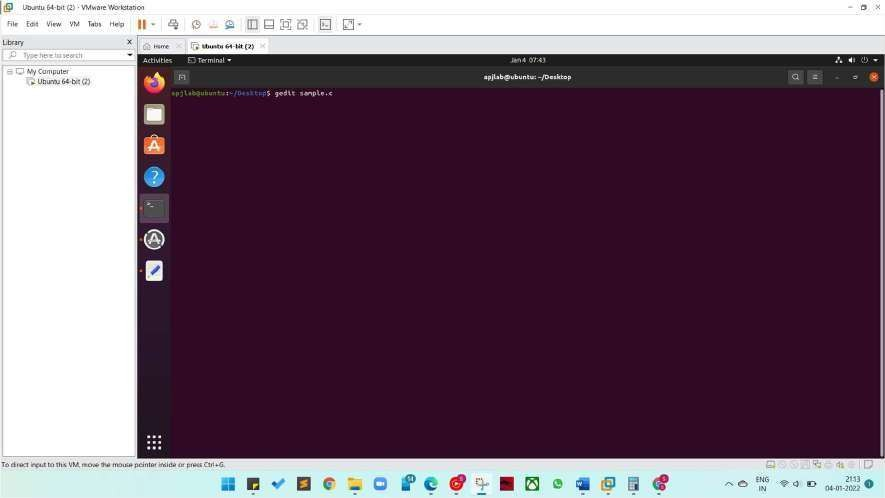 Ubuntu 64-bit (2) - VMware Workstation
File Edit View VM Tabs Help
Library
Type here to search
My Computer
Ubuntu 64-bit (2)
Home
Ubuntu 64-bit (2)
Activities
Terminal
Jan 4 07:43
apjlab@ubuntu: ~/Desktop
apjlab@ubuntu:~/Desktop$ gedit sample.c
To direct input to this VM, move the mouse pointer inside or press Ctrl+G.
ENG
IN
2113
04-01-2022